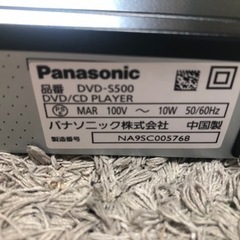 Panasonic
品番 DVD-S500
DVD/CD PLAYER
MAR 100V ～ 10W 50/60Hz
パナソニック株式会社 中国製
製造番号 NA9SC005768